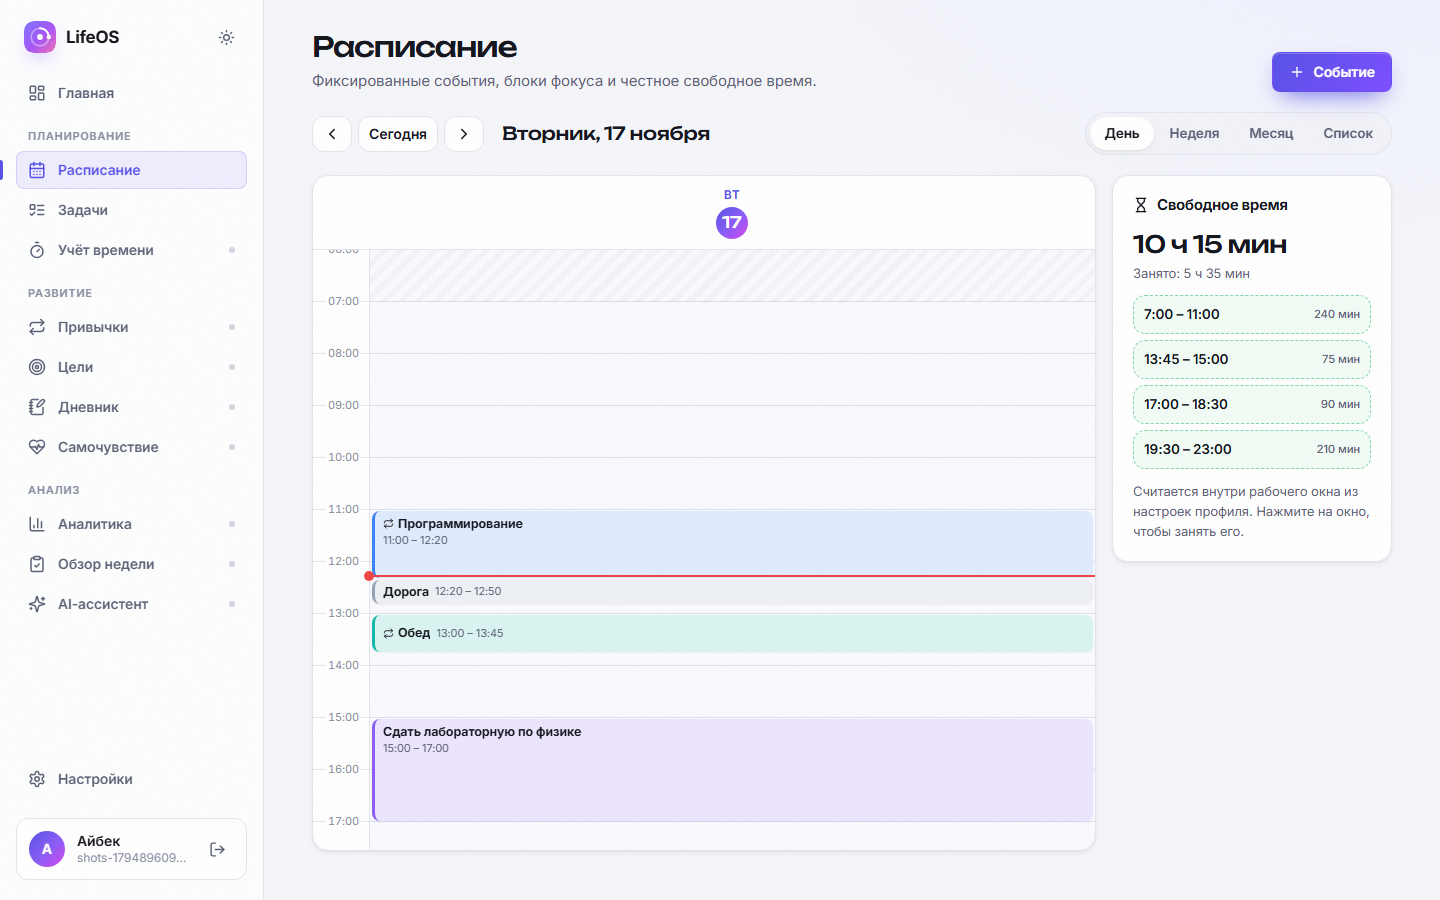 LifeOS
Главная
ПЛАНИРОВАНИЕ
Расписание
Задачи
Учёт времени
РАЗВИТИЕ
Привычки
Цели
Дневник
Самочувствие
АНАЛИЗ
Аналитика
Обзор недели
AI-ассистент
Настройки
А
Айбек
shots-179489609...
Расписание
Фиксированные события, блоки фокуса и честное свободное время.
Событие
Сегодня
Вторник, 17 ноября
День
Неделя
Месяц
Список
ВТ
17
07:00
08:00
09:00
10:00
11:00
Программирование
11:00 – 12:20
12:00
Дорога 12:20 – 12:50
13:00
Обед 13:00 – 13:45
14:00
15:00
Сдать лабораторную по физике
15:00 – 17:00
16:00
17:00
Свободное время
10 ч 15 мин
Занято: 5 ч 35 мин
7:00 – 11:00 240 мин
13:45 – 15:00 75 мин
17:00 – 18:30 90 мин
19:30 – 23:00 210 мин
Считается внутри рабочего окна из
настроек профиля. Нажмите на окно,
чтобы занять его.